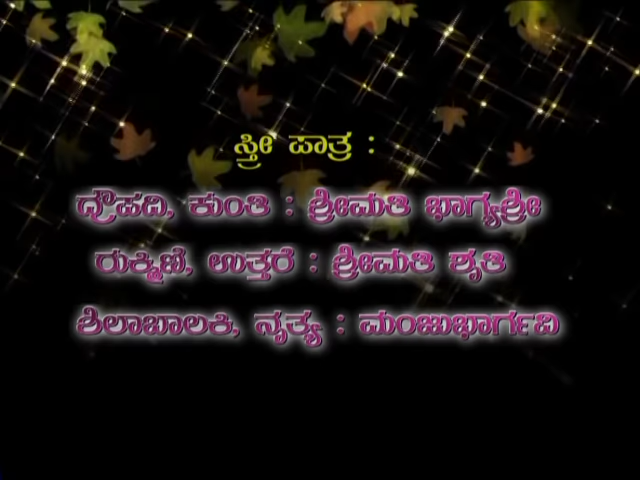 ಸ್ತ್ರೀ ಪಾತ್ರ :
ದ್ರೌಪದಿ, ಕುಂತಿ : ಶ್ರೀಮತಿ ಭಾಗ್ಯಶ್ರೀ
ರುಕ್ಮಿಣಿ, ಉತ್ತರೆ : ಶ್ರೀಮತಿ ಶೃತಿ
ಶಿಲಾಬಾಲಕಿ, ನೃತ್ಯ : ಮಂಜುಭಾರ್ಗವಿ